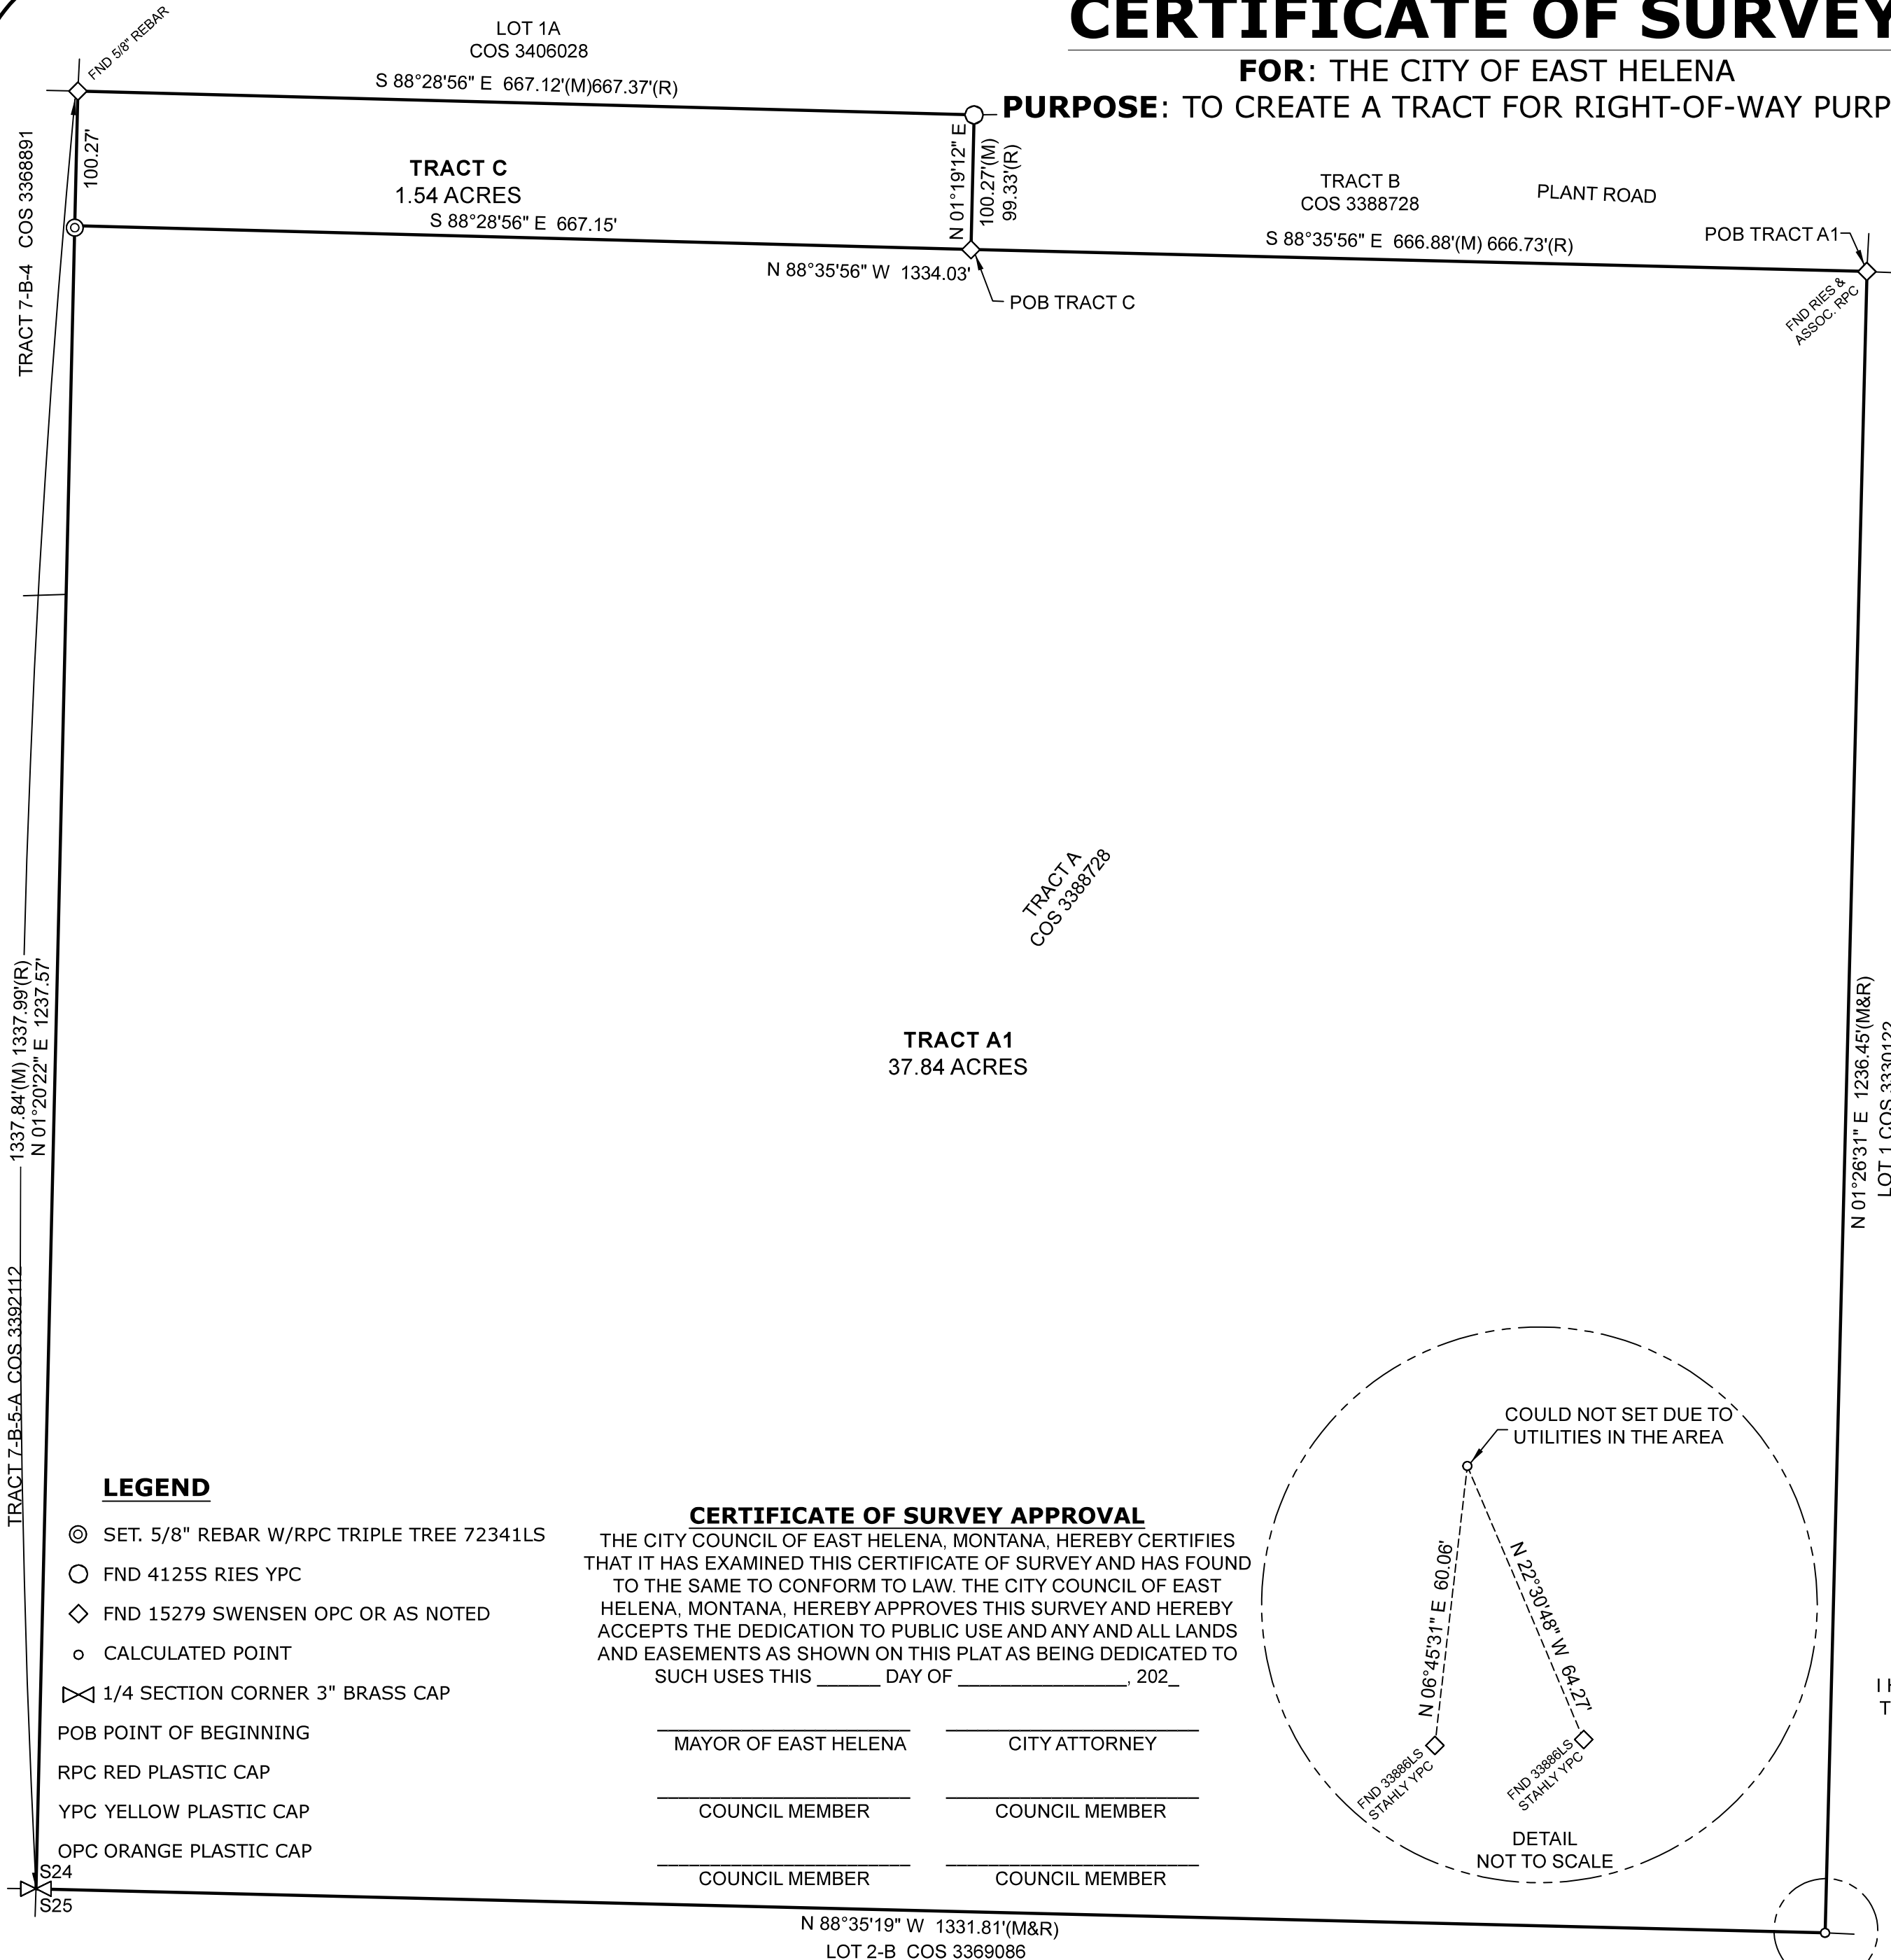 CERTIFICATE OF SURVEY
FOR: THE CITY OF EAST HELENA
PURPOSE: TO CREATE A TRACT FOR RIGHT-OF-WAY PURP
FND 5/8" REBAR
LOT 1A
COS 3406028
S 88°28'56" E 667.12'(M)667.37'(R)
100.27'
TRACT 7-B-4 COS 3368891
TRACT C
1.54 ACRES
S 88°28'56" E 667.15'
N 01°19'12" E
100.27'(M)
99.33'(R)
TRACT B
COS 3388728
PLANT ROAD
POB TRACT A1
S 88°35'56" E 666.88'(M) 666.73'(R)
N 88°35'56" W 1334.03'
POB TRACT C
FND RIES &
ASSOC. RPC
TRACT A
COS 3388728
TRACT A1
37.84 ACRES
1337.84'(M) 1337.99'(R)
N 01°20'22" E 1237.57'
N 01°26'31" E 1236.45'(M&R)
LOT 1 COS 3330122
TRACT 7-B-5-A COS 3392112
LEGEND
SET. 5/8" REBAR W/RPC TRIPLE TREE 72341LS
FND 4125S RIES YPC
FND 15279 SWENSEN OPC OR AS NOTED
CALCULATED POINT
1/4 SECTION CORNER 3" BRASS CAP
POB POINT OF BEGINNING
RPC RED PLASTIC CAP
YPC YELLOW PLASTIC CAP
OPC ORANGE PLASTIC CAP
S24
S25
CERTIFICATE OF SURVEY APPROVAL
THE CITY COUNCIL OF EAST HELENA, MONTANA, HEREBY CERTIFIES
THAT IT HAS EXAMINED THIS CERTIFICATE OF SURVEY AND HAS FOUND
TO THE SAME TO CONFORM TO LAW. THE CITY COUNCIL OF EAST
HELENA, MONTANA, HEREBY APPROVES THIS SURVEY AND HEREBY
ACCEPTS THE DEDICATION TO PUBLIC USE AND ANY AND ALL LANDS
AND EASEMENTS AS SHOWN ON THIS PLAT AS BEING DEDICATED TO
SUCH USES THIS ______ DAY OF ________________, 202_
MAYOR OF EAST HELENA
CITY ATTORNEY
COUNCIL MEMBER
COUNCIL MEMBER
COUNCIL MEMBER
COUNCIL MEMBER
COULD NOT SET DUE TO
UTILITIES IN THE AREA
N 06°45'31" E 60.06'
N 22°30'48" W 64.27'
FND 33886LS
STAHLY YPC
FND 33886LS
STAHLY YPC
DETAIL
NOT TO SCALE
I H
T
N 88°35'19" W 1331.81'(M&R)
LOT 2-B COS 3369086